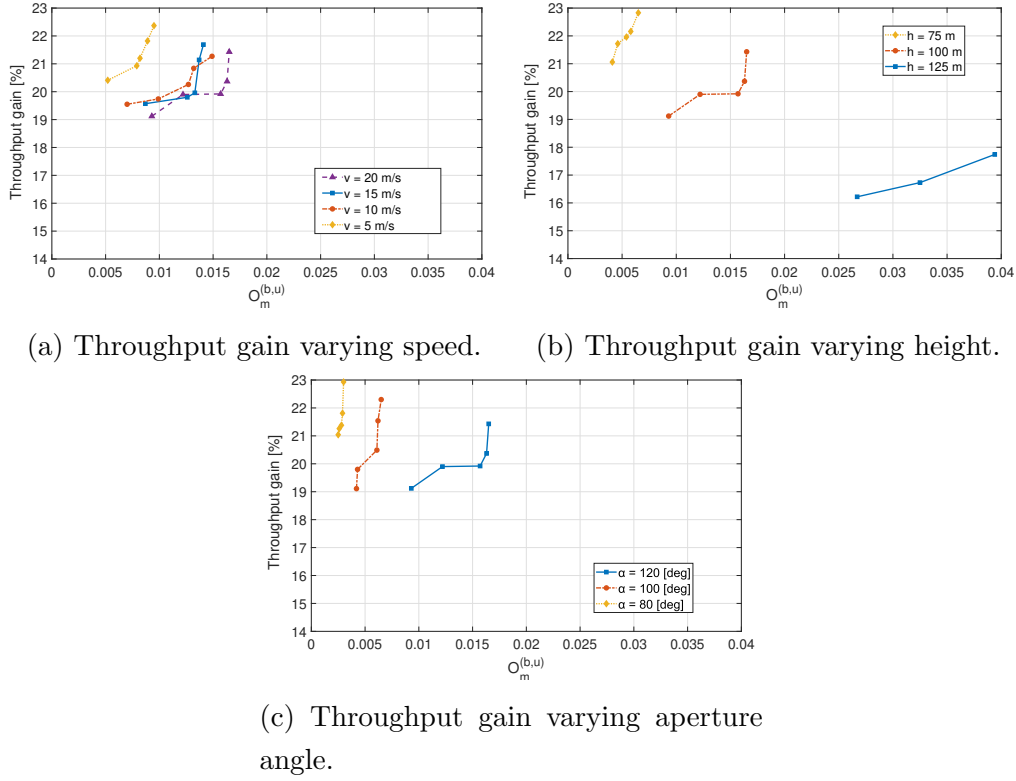 23
22
21
20
19
18
17
16
15
14
Throughput gain [%]
v = 20 m/s
v = 15 m/s
v = 10 m/s
v = 5 m/s
0 0.005 0.01 0.015 0.02 0.025 0.03 0.035 0.04
O_m^(b,u)
(a) Throughput gain varying speed.
23
22
21
20
19
18
17
16
15
14
Throughput gain [%]
h = 75 m
h = 100 m
h = 125 m
0 0.005 0.01 0.015 0.02 0.025 0.03 0.035 0.04
O_m^(b,u)
(b) Throughput gain varying height.
23
22
21
20
19
18
17
16
15
14
Throughput gain [%]
α = 120 [deg]
α = 100 [deg]
α = 80 [deg]
0 0.005 0.01 0.015 0.02 0.025 0.03 0.035 0.04
O_m^(b,u)
(c) Throughput gain varying aperture
angle.